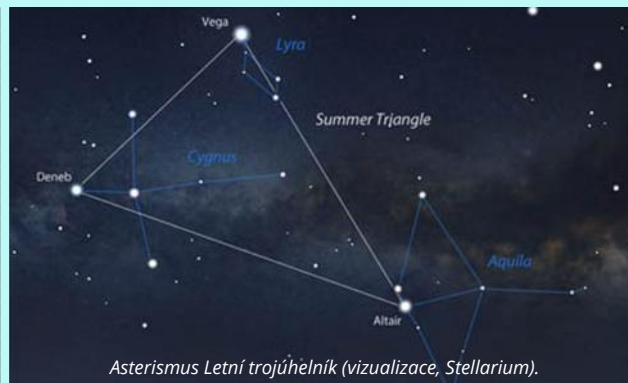 Vega
Lyra
Summer Triangle
Cygnus
Deneb
Aquila
Altair
Asterismus Letní trojúhelník (vizualizace, Stellarium).